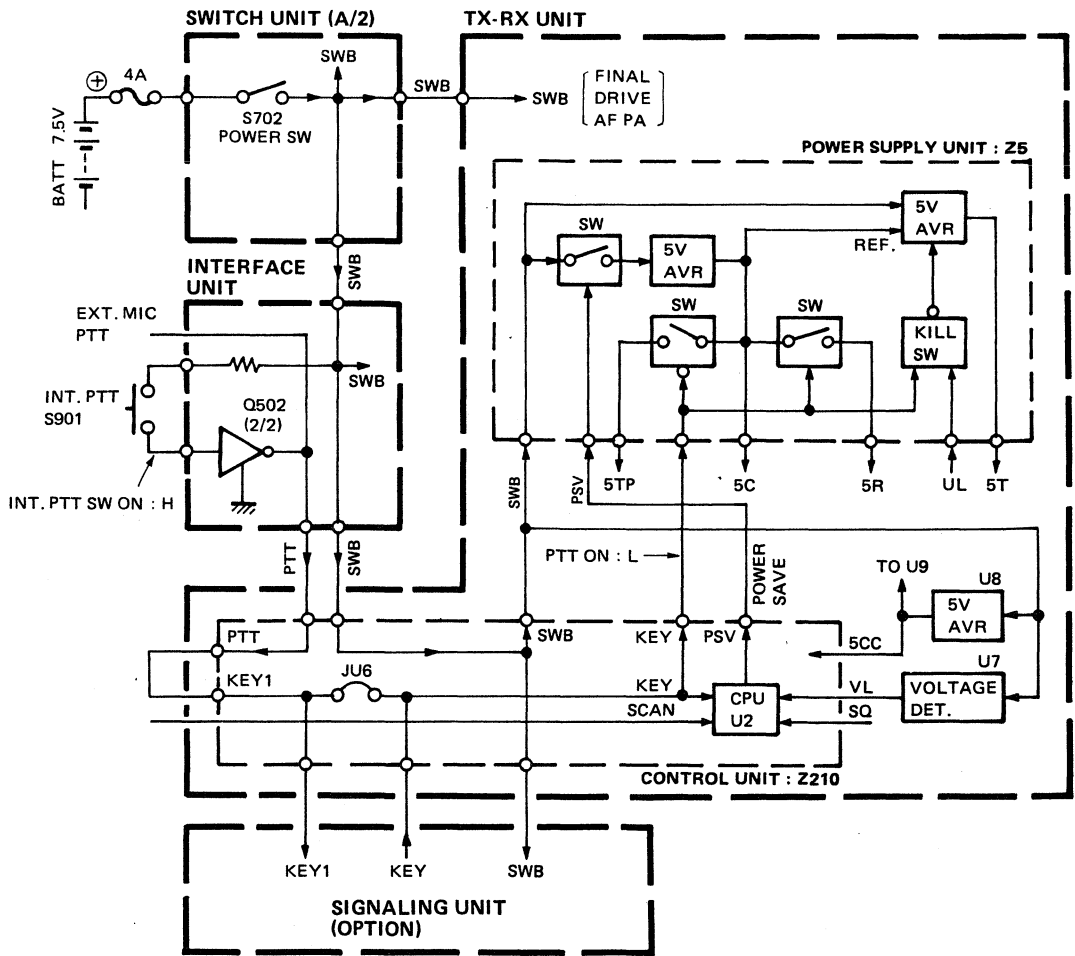 SWITCH UNIT (A/2)
TX-RX UNIT
4A
SWB
SWB
SWB
FINAL
DRIVE
AF PA
S702
POWER SW
BATT 7.5V
POWER SUPPLY UNIT : Z5
SW
5V
AVR
5V
AVR
REF.
SWB
INTERFACE
UNIT
EXT. MIC
PTT
SW
SW
KILL
SW
SWB
INT. PTT
S901
Q502
(2/2)
INT. PTT SW ON : H
SWB
PSV
5TP
5C
5R
UL
5T
PTT
SWB
PTT ON : L
POWER
SAVE
TO U9
U8
5V
AVR
PTT
SWB
KEY
PSV
5CC
U7
KEY1
JU6
KEY
CPU
U2
VL
VOLTAGE
DET.
SCAN
SQ
CONTROL UNIT : Z210
KEY1
KEY
SWB
SIGNALING UNIT
(OPTION)